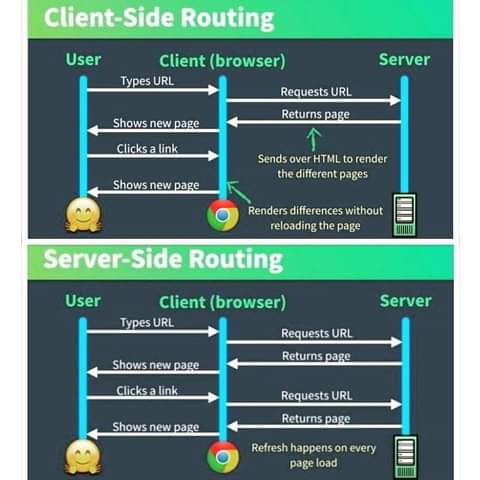 Client-Side Routing
User
Client (browser)
Server
Types URL
Requests URL
Returns page
Shows new page
Clicks a link
Sends over HTML to render
the different pages
Shows new page
Renders differences without
reloading the page
Server-Side Routing
User
Client (browser)
Server
Types URL
Requests URL
Returns page
Shows new page
Clicks a link
Requests URL
Returns page
Shows new page
Refresh happens on every
page load